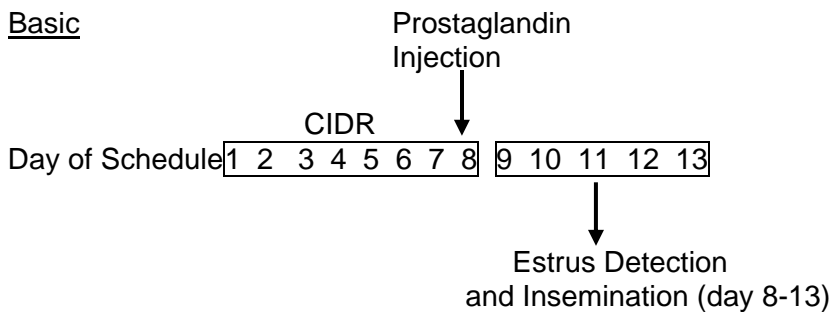 Basic
Prostaglandin
Injection
CIDR
Day of Schedule 1 2 3 4 5 6 7 8 9 10 11 12 13
Estrus Detection
and Insemination (day 8-13)